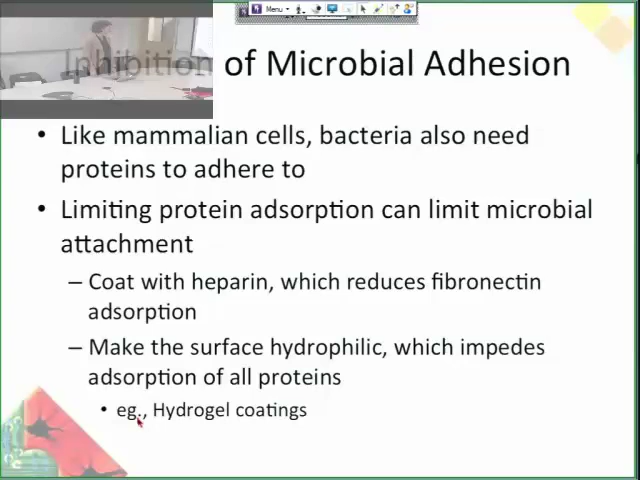 Menu
Inhibition of Microbial Adhesion
• Like mammalian cells, bacteria also need
proteins to adhere to
• Limiting protein adsorption can limit microbial
attachment
– Coat with heparin, which reduces fibronectin
adsorption
– Make the surface hydrophilic, which impedes
adsorption of all proteins
• eg., Hydrogel coatings